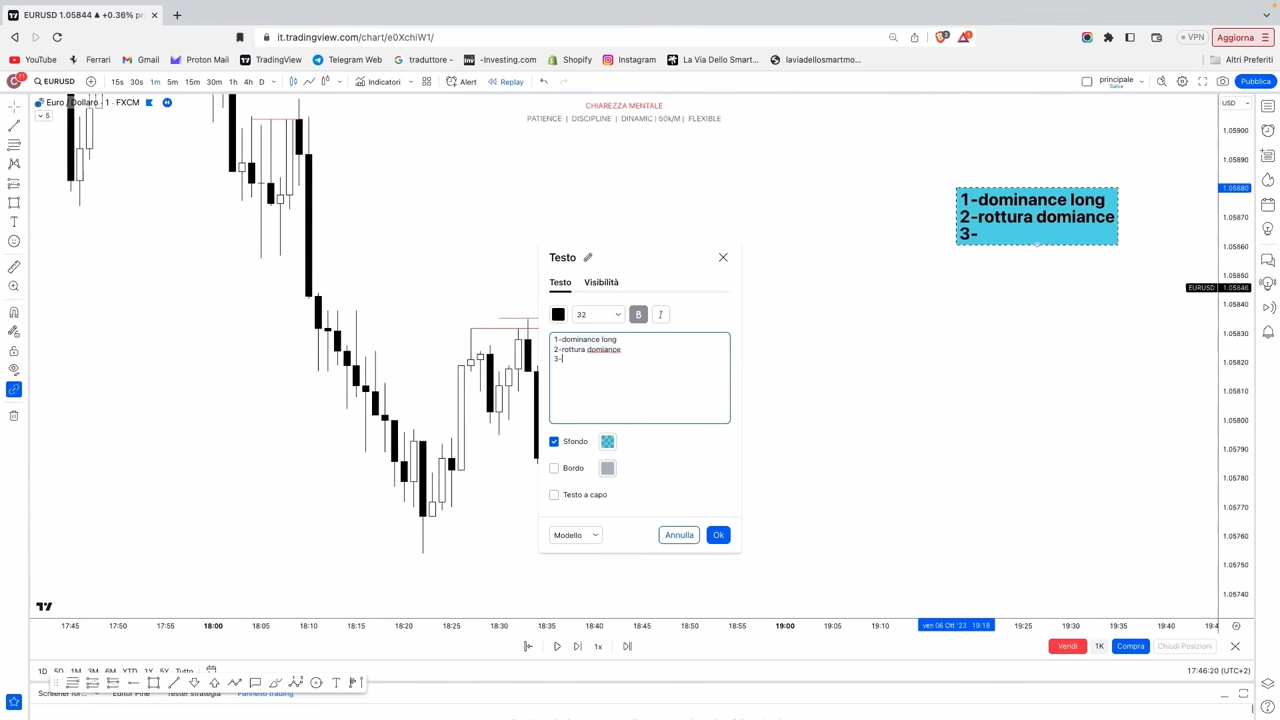 EURUSD 1.05844 ▲ +0.36% pr
it.tradingview.com/chart/e0XchiW1/
VPN
Aggiorna
YouTube
Ferrari
Gmail
Proton Mail
TradingView
Telegram Web
traduttore -
-Investing.com
Shopify
Instagram
La Via Dello Smart...
laviadellosmartmo...
Altri Preferiti
EURUSD
15s 30s 1m 5m 15m 30m 1h 4h D
Indicatori
Alert
Replay
principale
Salva
Pubblica
Euro / Dollaro · 1 · FXCM
5
CHIAREZZA MENTALE
PATIENCE | DISCIPLINE | DINAMIC | 50k/M | FLEXIBLE
USD
1.05900
1.05890
1.05880
1.05870
1.05860
1.05850
EURUSD 1.05846
1.05840
1.05830
1.05820
1.05810
1.05800
1.05790
1.05780
1.05770
1.05760
1.05750
1.05740
1-dominance long
2-rottura domiance
3-
Testo
Testo Visibilità
32 B I
1-dominance long
2-rottura domiance
3-
Sfondo
Bordo
Testo a capo
Modello
Annulla
Ok
17:45 17:50 17:55 18:00 18:05 18:10 18:15 18:20 18:25 18:30 18:35 18:40 18:45 18:50 18:55 19:00 19:05 19:10 ven 06 Ott '23 19:18 19:25 19:30 19:35 19:40 19:4
1x
Vendi
1K
Compra
Chiudi Posizioni
1D 5D 1M 3M 6M YTD 1Y 5Y Tutto
17:46:20 (UTC+2)
Screener for...
Editor Pine
Tester strategia
Pannello trading